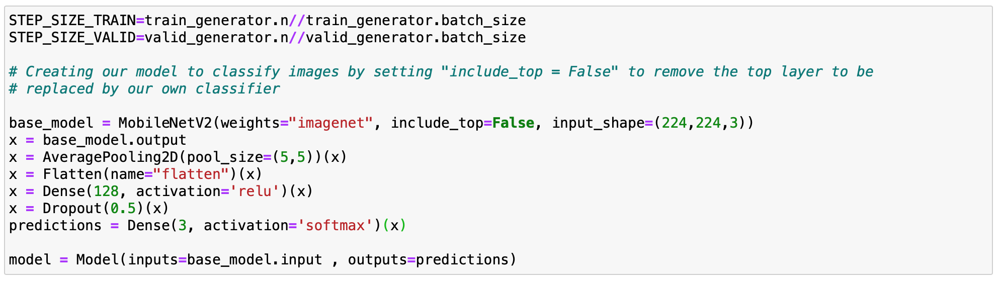 STEP_SIZE_TRAIN=train_generator.n//train_generator.batch_size
STEP_SIZE_VALID=valid_generator.n//valid_generator.batch_size
# Creating our model to classify images by setting "include_top = False" to remove the top layer to be
# replaced by our own classifier
base_model = MobileNetV2(weights="imagenet", include_top=False, input_shape=(224,224,3))
x = base_model.output
x = AveragePooling2D(pool_size=(5,5))(x)
x = Flatten(name="flatten")(x)
x = Dense(128, activation='relu')(x)
x = Dropout(0.5)(x)
predictions = Dense(3, activation='softmax')(x)
model = Model(inputs=base_model.input , outputs=predictions)